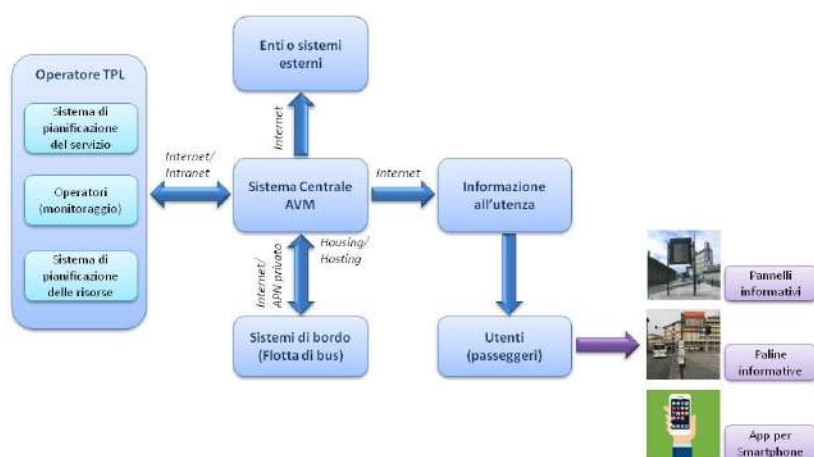 Enti o sistemi
esterni
Operatore TPL
Sistema di
pianificazione
del servizio
Operatori
(monitoraggio)
Sistema di
pianificazione
delle risorse
Internet/
Intranet
Internet
Sistema Centrale
AVM
Internet
Informazione
all'utenza
Internet/
APN privato
Housing/
Hosting
Sistemi di bordo
(Flotta di bus)
Utenti
(passeggeri)
Pannelli
informativi
Paline
informative
App per
Smartphone